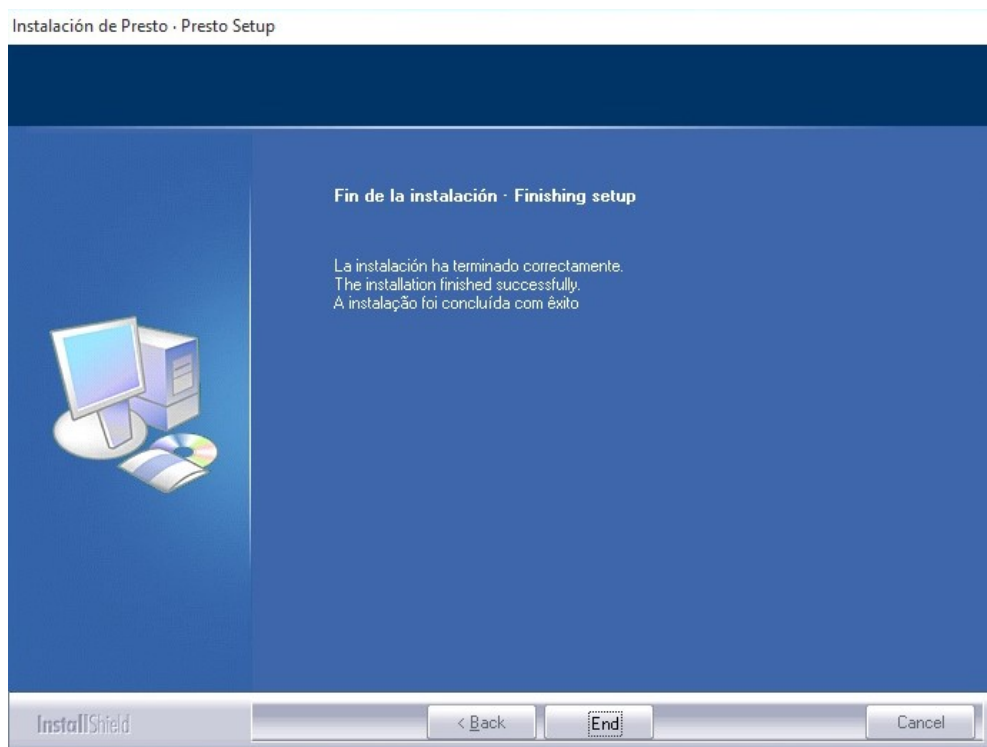 Instalación de Presto · Presto Setup
Fin de la instalación · Finishing setup
La instalación ha terminado correctamente.
The installation finished successfully.
A instalação foi concluída com êxito
InstallShield
< Back
End
Cancel